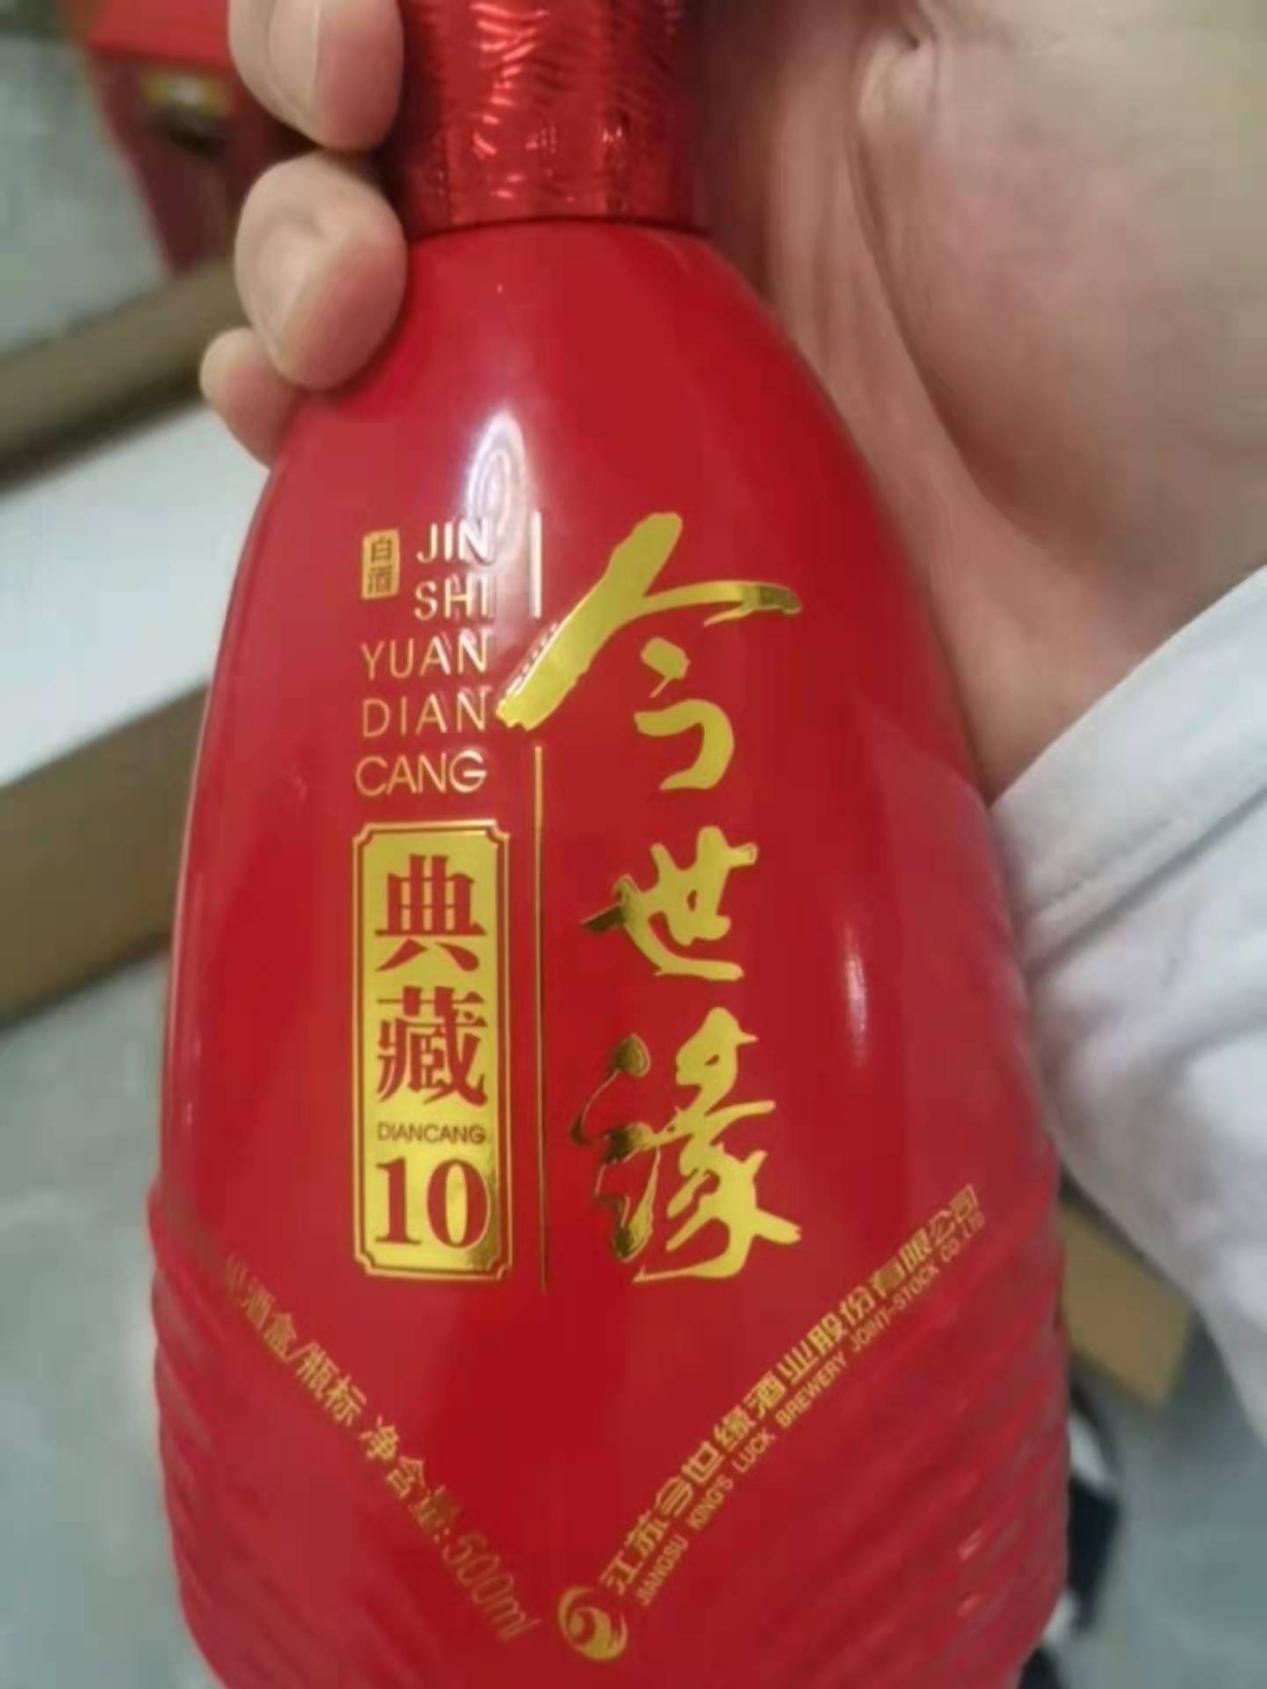 白酒
JIN
SHI
YUAN
DIAN
CANG
典藏
DIANCANG
10
今世缘
酒盒/瓶标 净含量:500ml
江苏今世缘酒业股份有限公司
JIANGSU KING'S LUCK BREWERY JOINT-STOCK CO.LTD